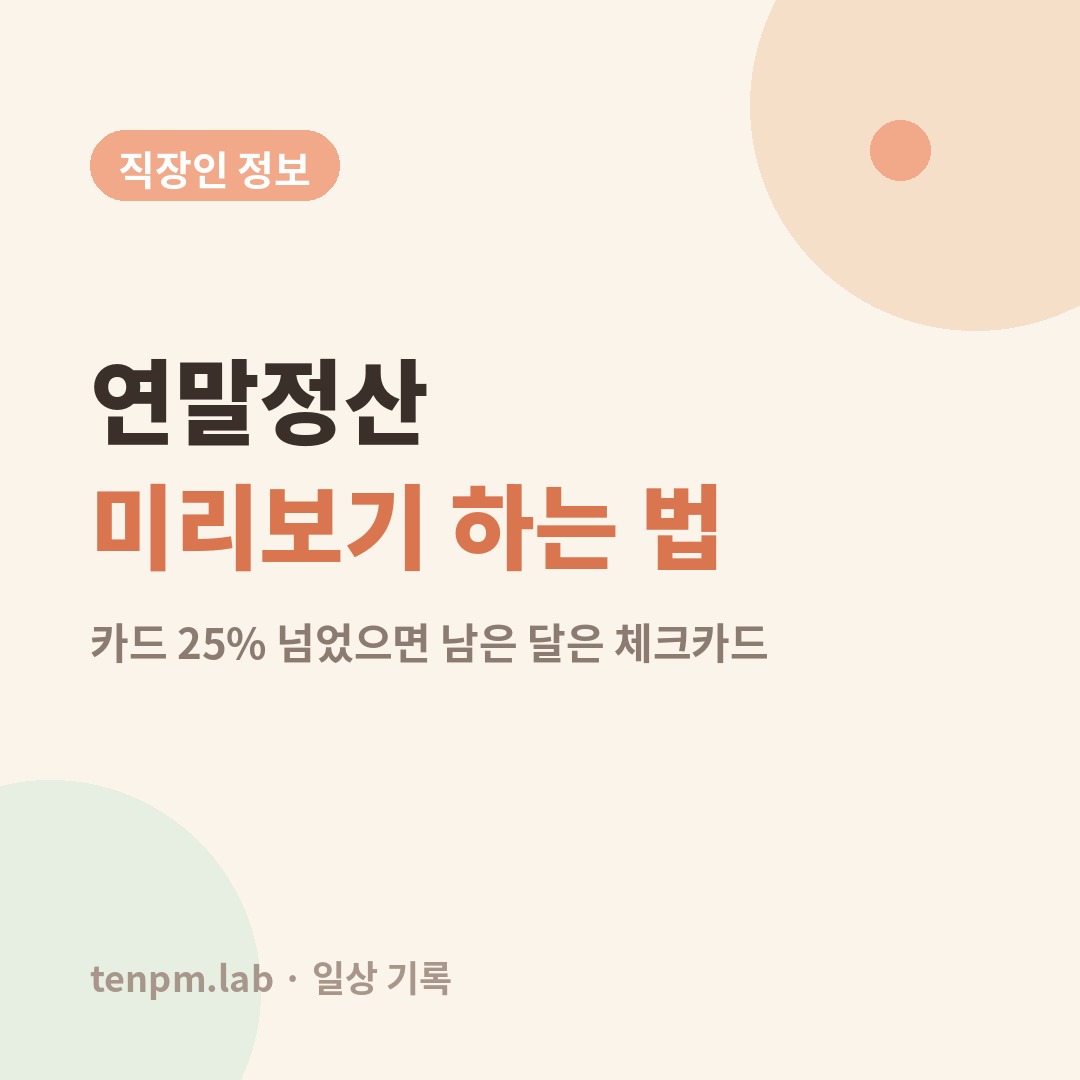 직장인 정보
연말정산
미리보기 하는 법
카드 25% 넘었으면 남은 달은 체크카드
tenpm.lab · 일상 기록